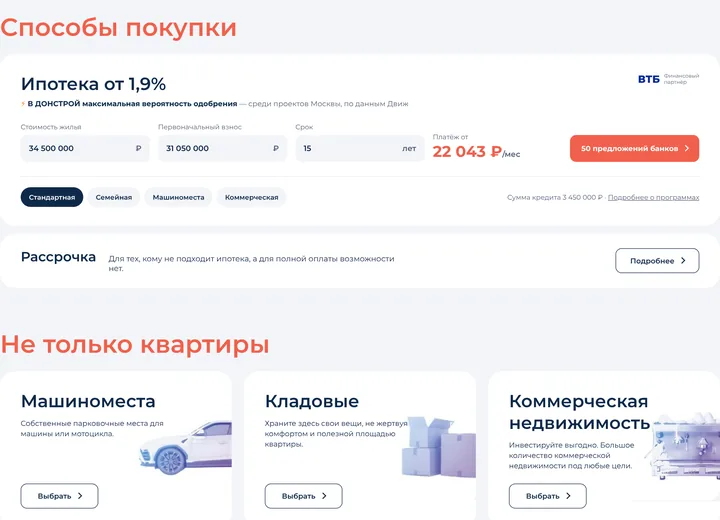 Способы покупки
Ипотека от 1,9%
ВТБ Финансовый партнёр
⚡ В ДОНСТРОЙ максимальная вероятность одобрения — среди проектов Москвы, по данным Движ
Стоимость жилья Первоначальный взнос Срок
34 500 000 ₽ 31 050 000 ₽ 15 лет
Платёж от
22 043 ₽/мес
50 предложений банков
Стандартная Семейная Машиноместа Коммерческая
Сумма кредита 3 450 000 ₽ · Подробнее о программах
Рассрочка
Для тех, кому не подходит ипотека, а для полной оплаты возможности
нет.
Подробнее
Не только квартиры
Машиноместа
Собственные парковочные места для
машины или мотоцикла.
Выбрать
Кладовые
Храните здесь свои вещи, не жертвуя
комфортом и полезной площадью
квартиры.
Выбрать
Коммерческая
недвижимость
Инвестируйте выгодно. Большое
количество коммерческой
недвижимости под любые цели.
Выбрать